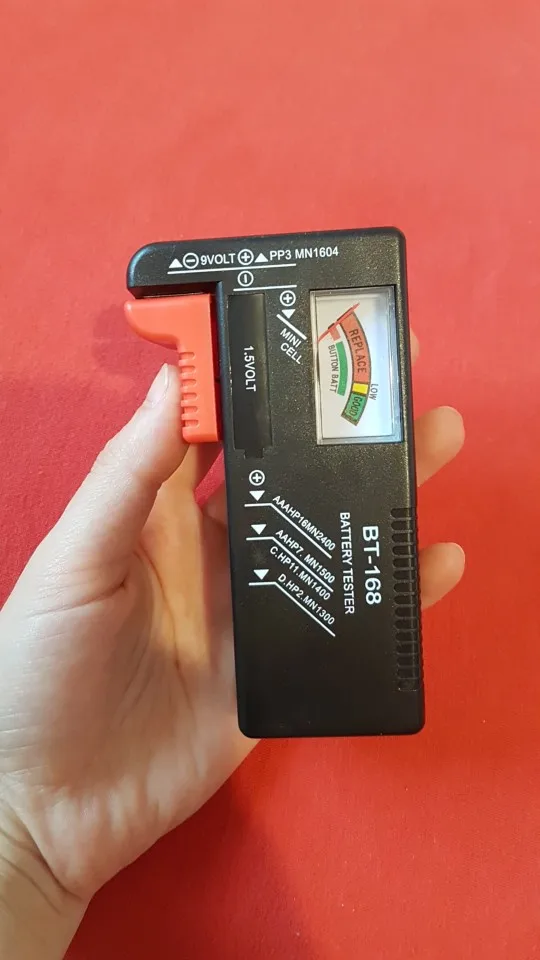 ▲⊖9VOLT⊕▲PP3 MN1604
⊖
⊕
MINI
CELL
1.5VOLT
REPLACE
LOW
GOOD
BUTTON BATT
⊕
AAAHP16MN2400
AAHP7. MN1500
C.HP11.MN1400
D.HP2.MN1300
BT-168
BATTERY TESTER